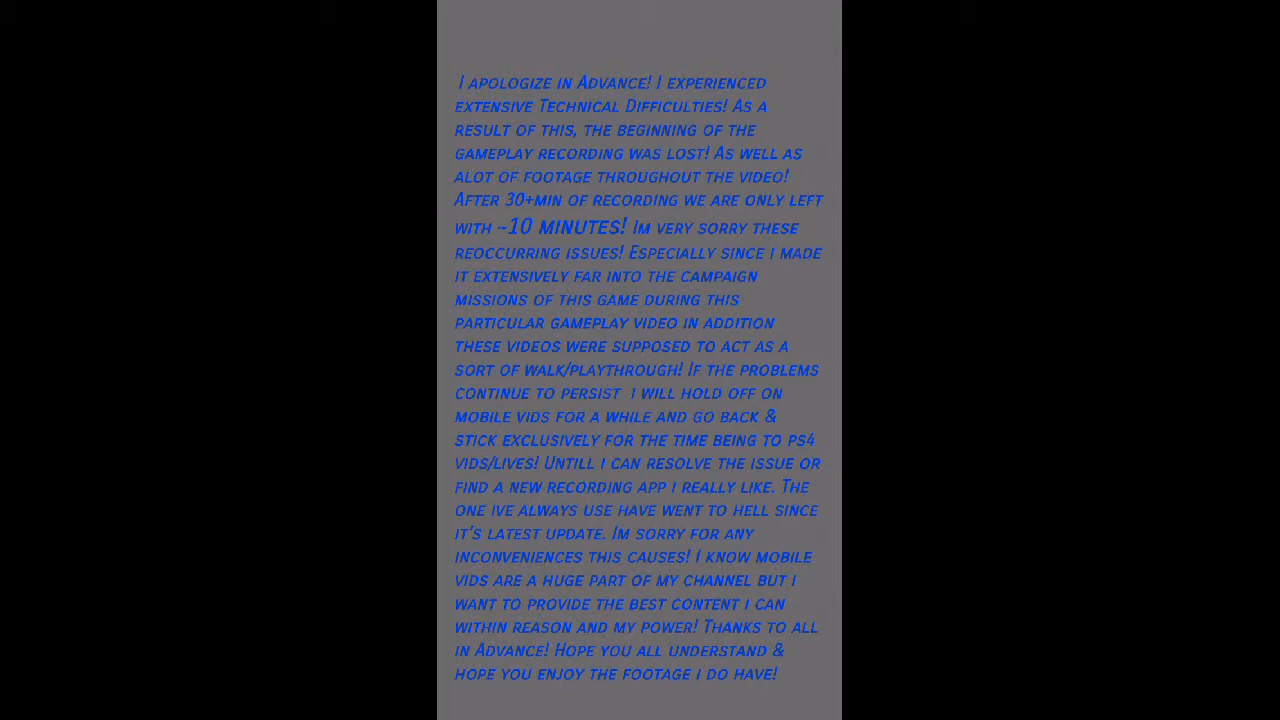 I apologize in Advance! I experienced
extensive Technical Difficulties! As a
result of this, the beginning of the
gameplay recording was lost! As well as
alot of footage throughout the video!
After 30+min of recording we are only left
with ~10 minutes! Im very sorry these
reoccurring issues! Especially since i made
it extensively far into the campaign
missions of this game during this
particular gameplay video in addition
these videos were supposed to act as a
sort of walk/playthrough! If the problems
continue to persist  i will hold off on
mobile vids for a while and go back &
stick exclusively for the time being to ps4
vids/lives! Untill i can resolve the issue or
find a new recording app i really like. The
one ive always use have went to hell since
it's latest update. Im sorry for any
inconveniences this causes! I know mobile
vids are a huge part of my channel but i
want to provide the best content i can
within reason and my power! Thanks to all
in Advance! Hope you all understand &
hope you enjoy the footage i do have!